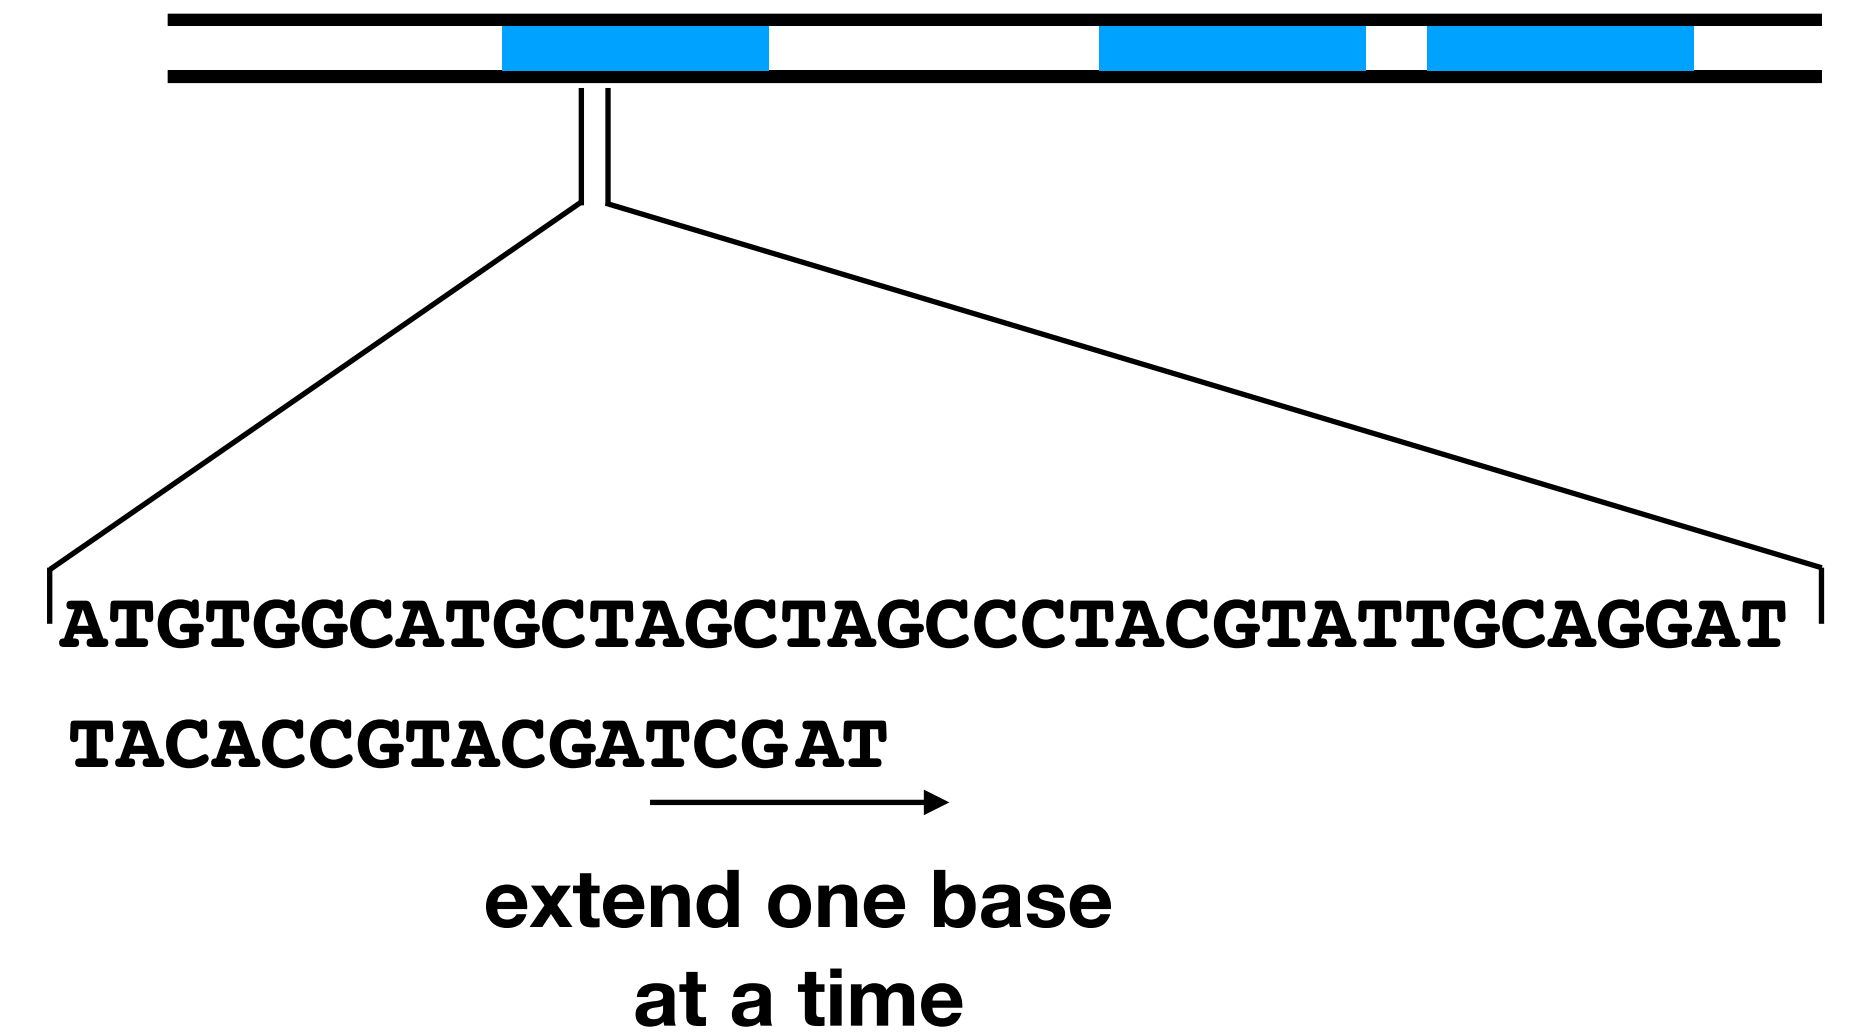 ATGTGGCATGCTAGCTAGCCCTACGTATTGCAGGAT
TACACCGTACGATCGAT
extend one base
at a time